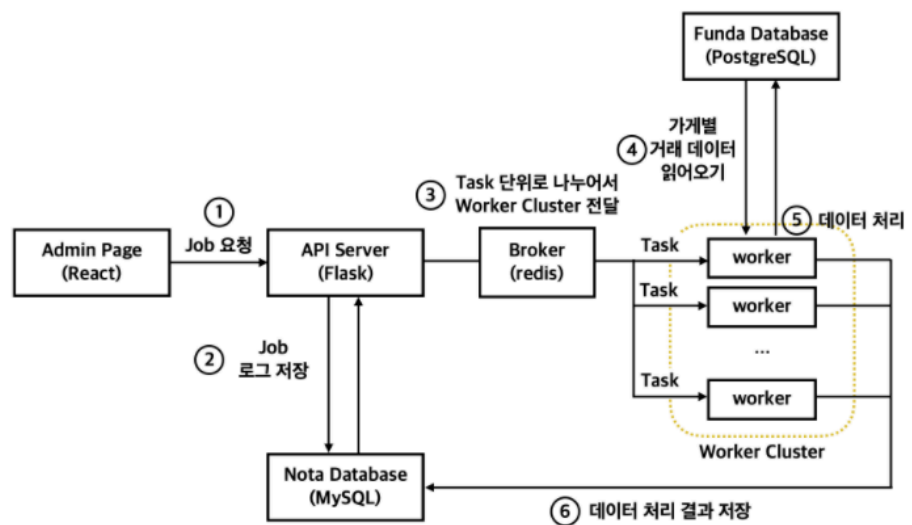 Funda Database
(PostgreSQL)
④
가게별
거래 데이터
읽어오기
③
Task 단위로 나누어서
Worker Cluster 전달
①
Job 요청
⑤ 데이터 처리
Admin Page
(React)
API Server
(Flask)
Broker
(redis)
Task
worker
Task
worker
...
Task
worker
Worker Cluster
②
Job
로그 저장
Nota Database
(MySQL)
⑥ 데이터 처리 결과 저장